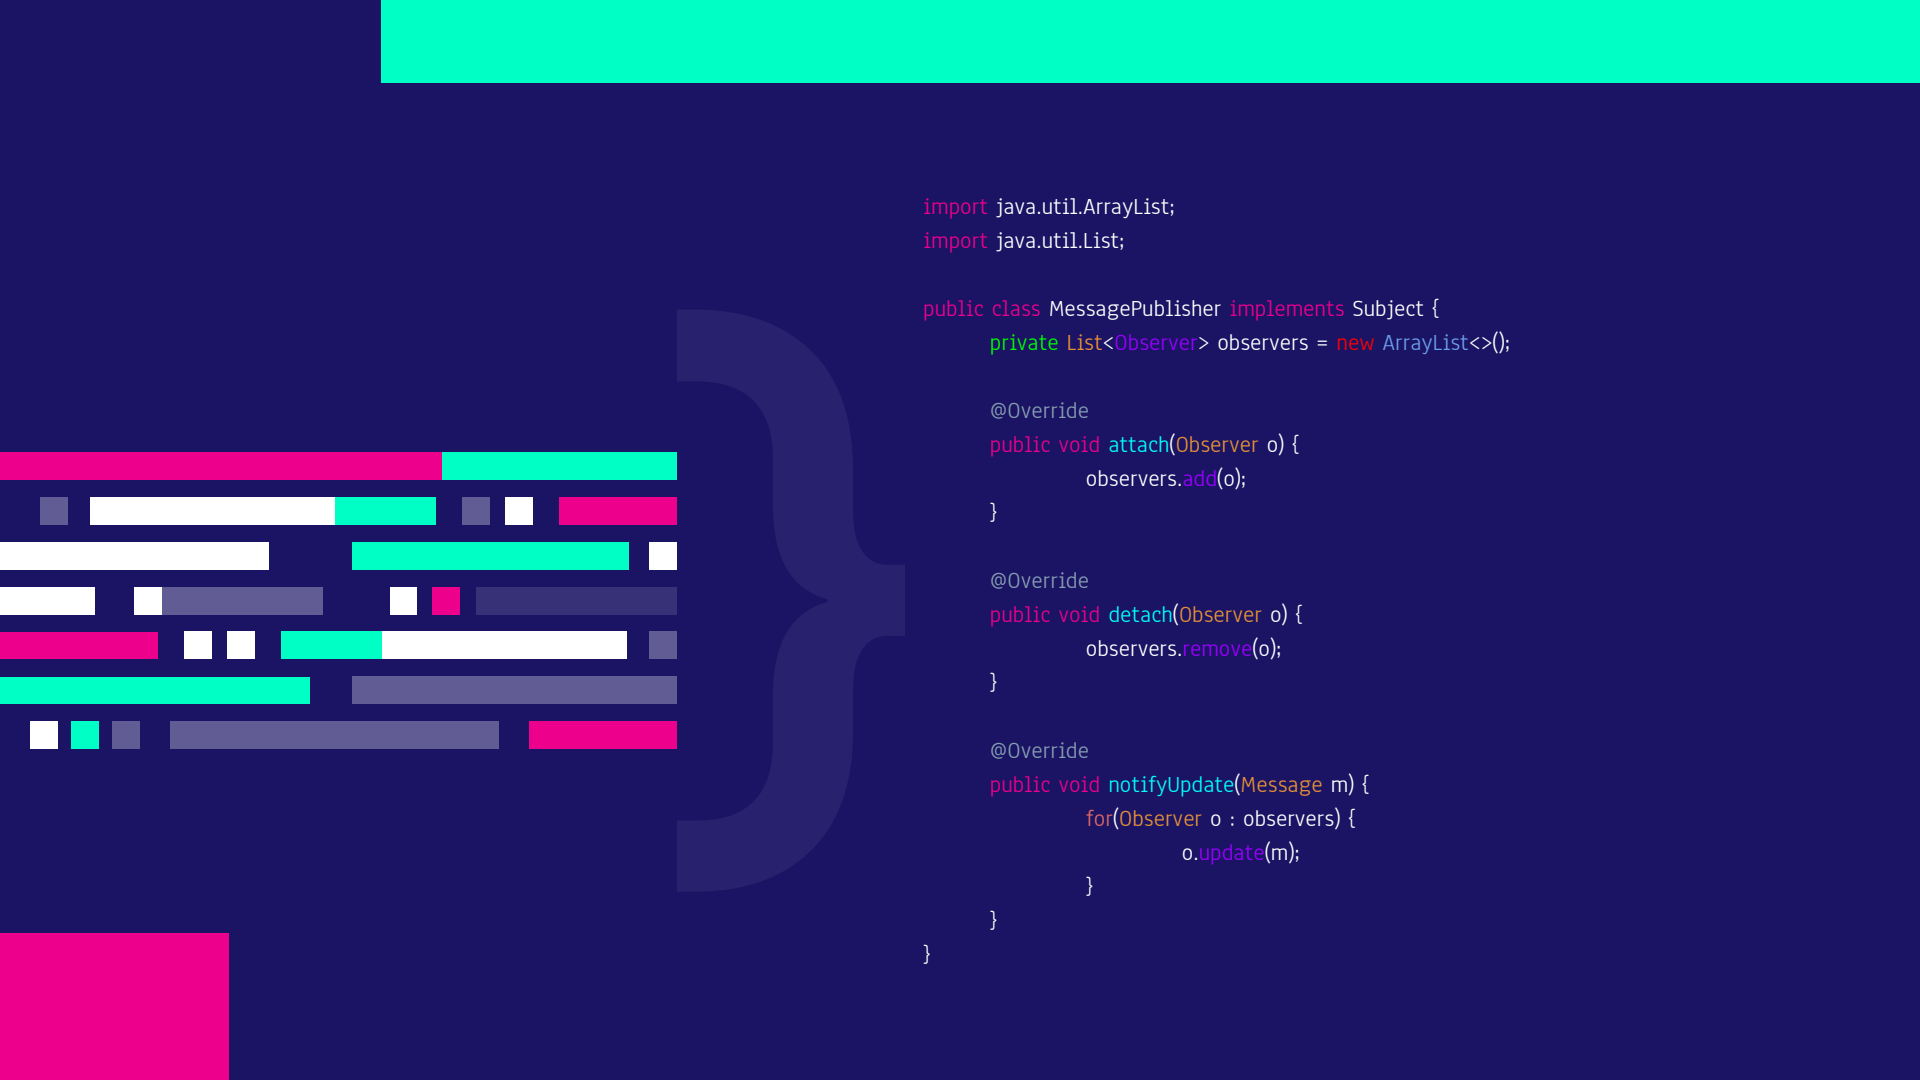 import java.util.ArrayList;
import java.util.List;
public class MessagePublisher implements Subject {
private List<Observer> observers = new ArrayList<>();
@Override
public void attach(Observer o) {
observers.add(o);
}
@Override
public void detach(Observer o) {
observers.remove(o);
}
@Override
public void notifyUpdate(Message m) {
for(Observer o : observers) {
o.update(m);
}
}
}